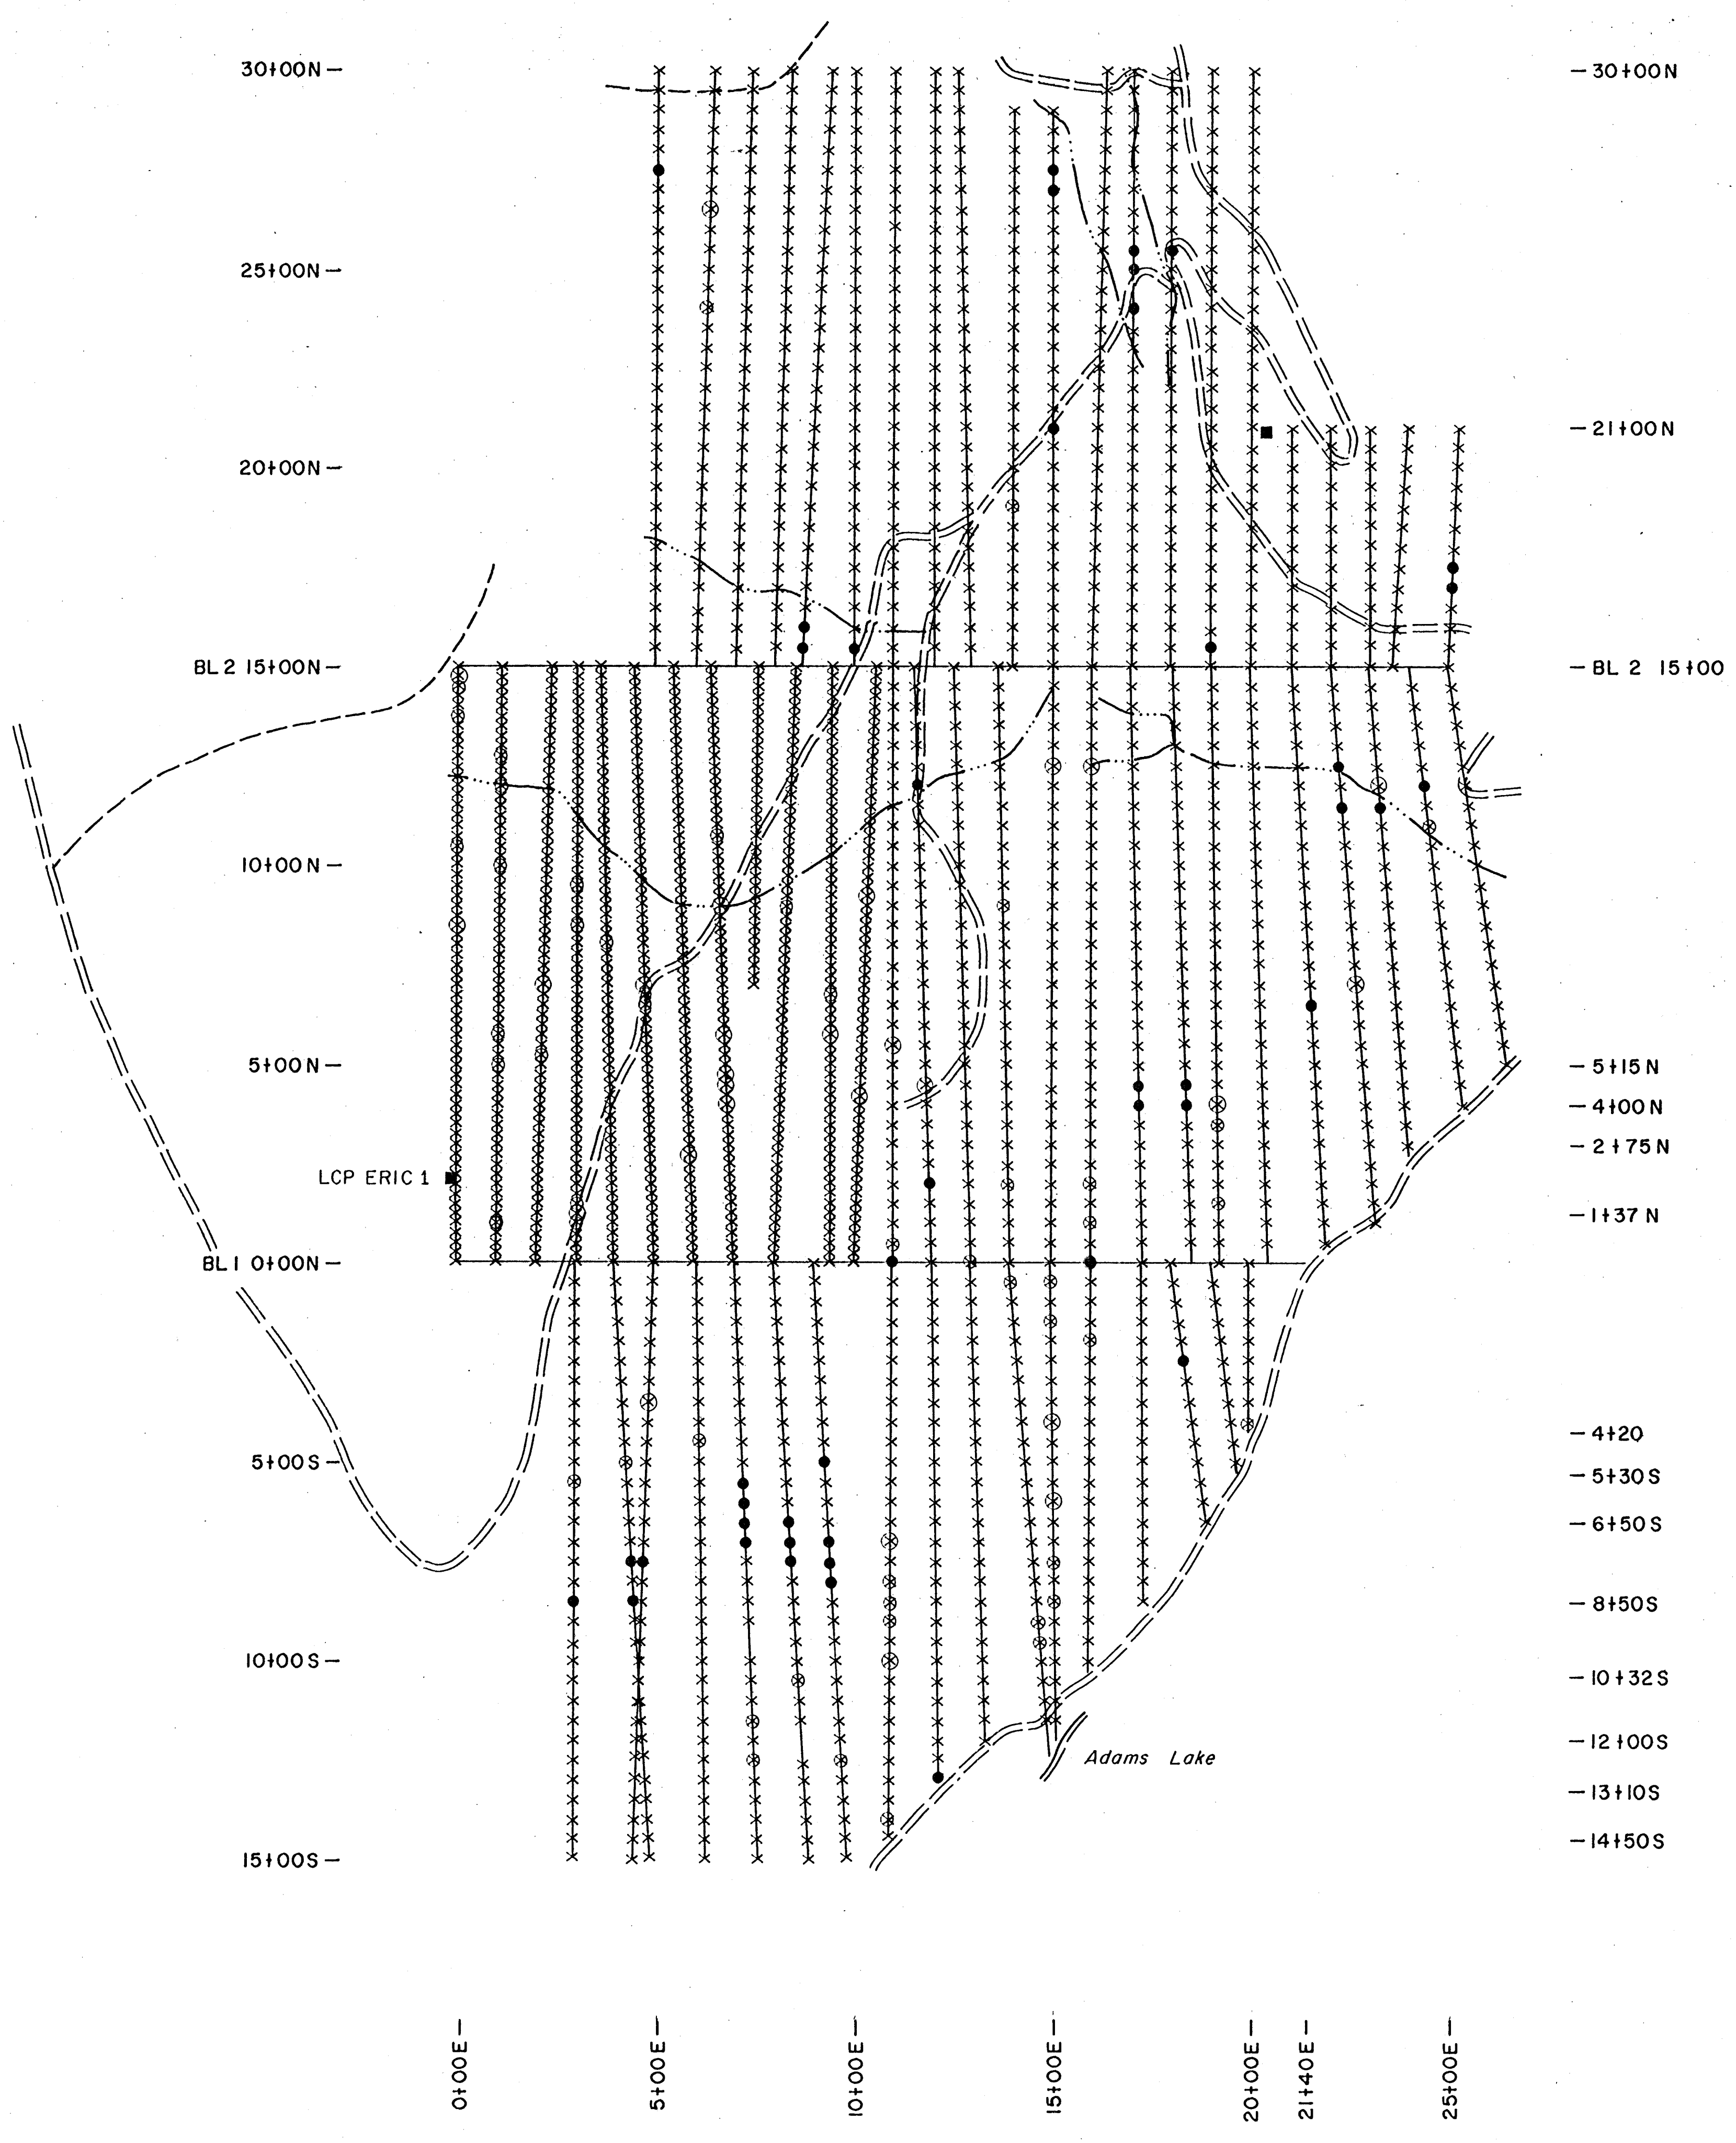 30+00N
30+00N
25+00N
21+00N
20+00N
BL 2 15+00N
BL 2 15+00
10+00N
5+00N
5+15N
4+00N
2+75N
LCP ERIC 1
1+37N
BL1 0+00N
4+20
5+00S
5+30S
6+50S
8+50S
10+00S
10+32S
12+00S
Adams Lake
13+10S
14+50S
15+00S
0+00E
5+00E
10+00E
15+00E
20+00E
21+40E
25+00E